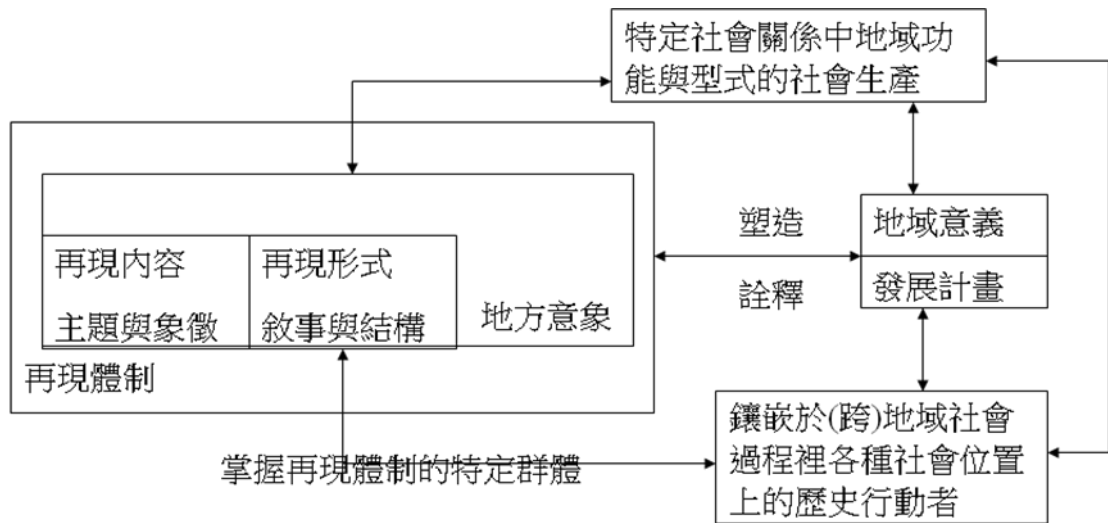 特定社會關係中地域功
能與型式的社會生產
塑造
詮釋
地域意義
發展計畫
再現內容
主題與象徵
再現形式
敘事與結構
地方意象
再現體制
掌握再現體制的特定群體
鑲嵌於(跨)地域社會
過程裡各種社會位置
上的歷史行動者